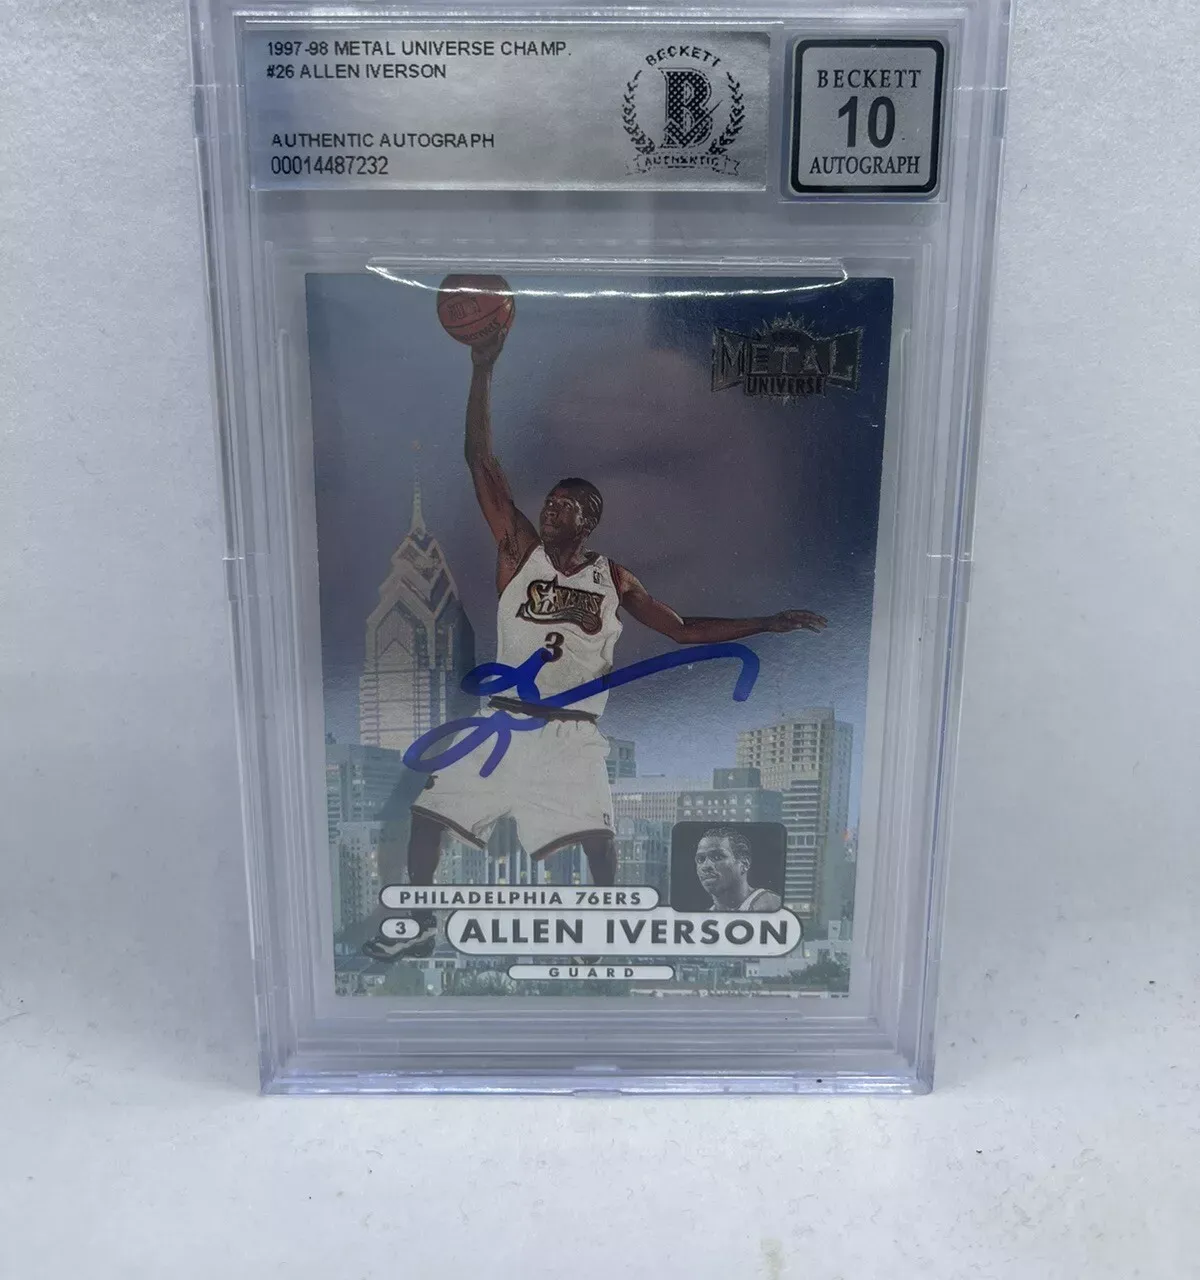 1997-98 METAL UNIVERSE CHAMP.
#26 ALLEN IVERSON
AUTHENTIC AUTOGRAPH
00014487232
BECKETT
B
AUTHENTIC
BECKETT
10
AUTOGRAPH
METAL
UNIVERSE
SIXERS
3
PHILADELPHIA 76ERS
3
ALLEN IVERSON
GUARD